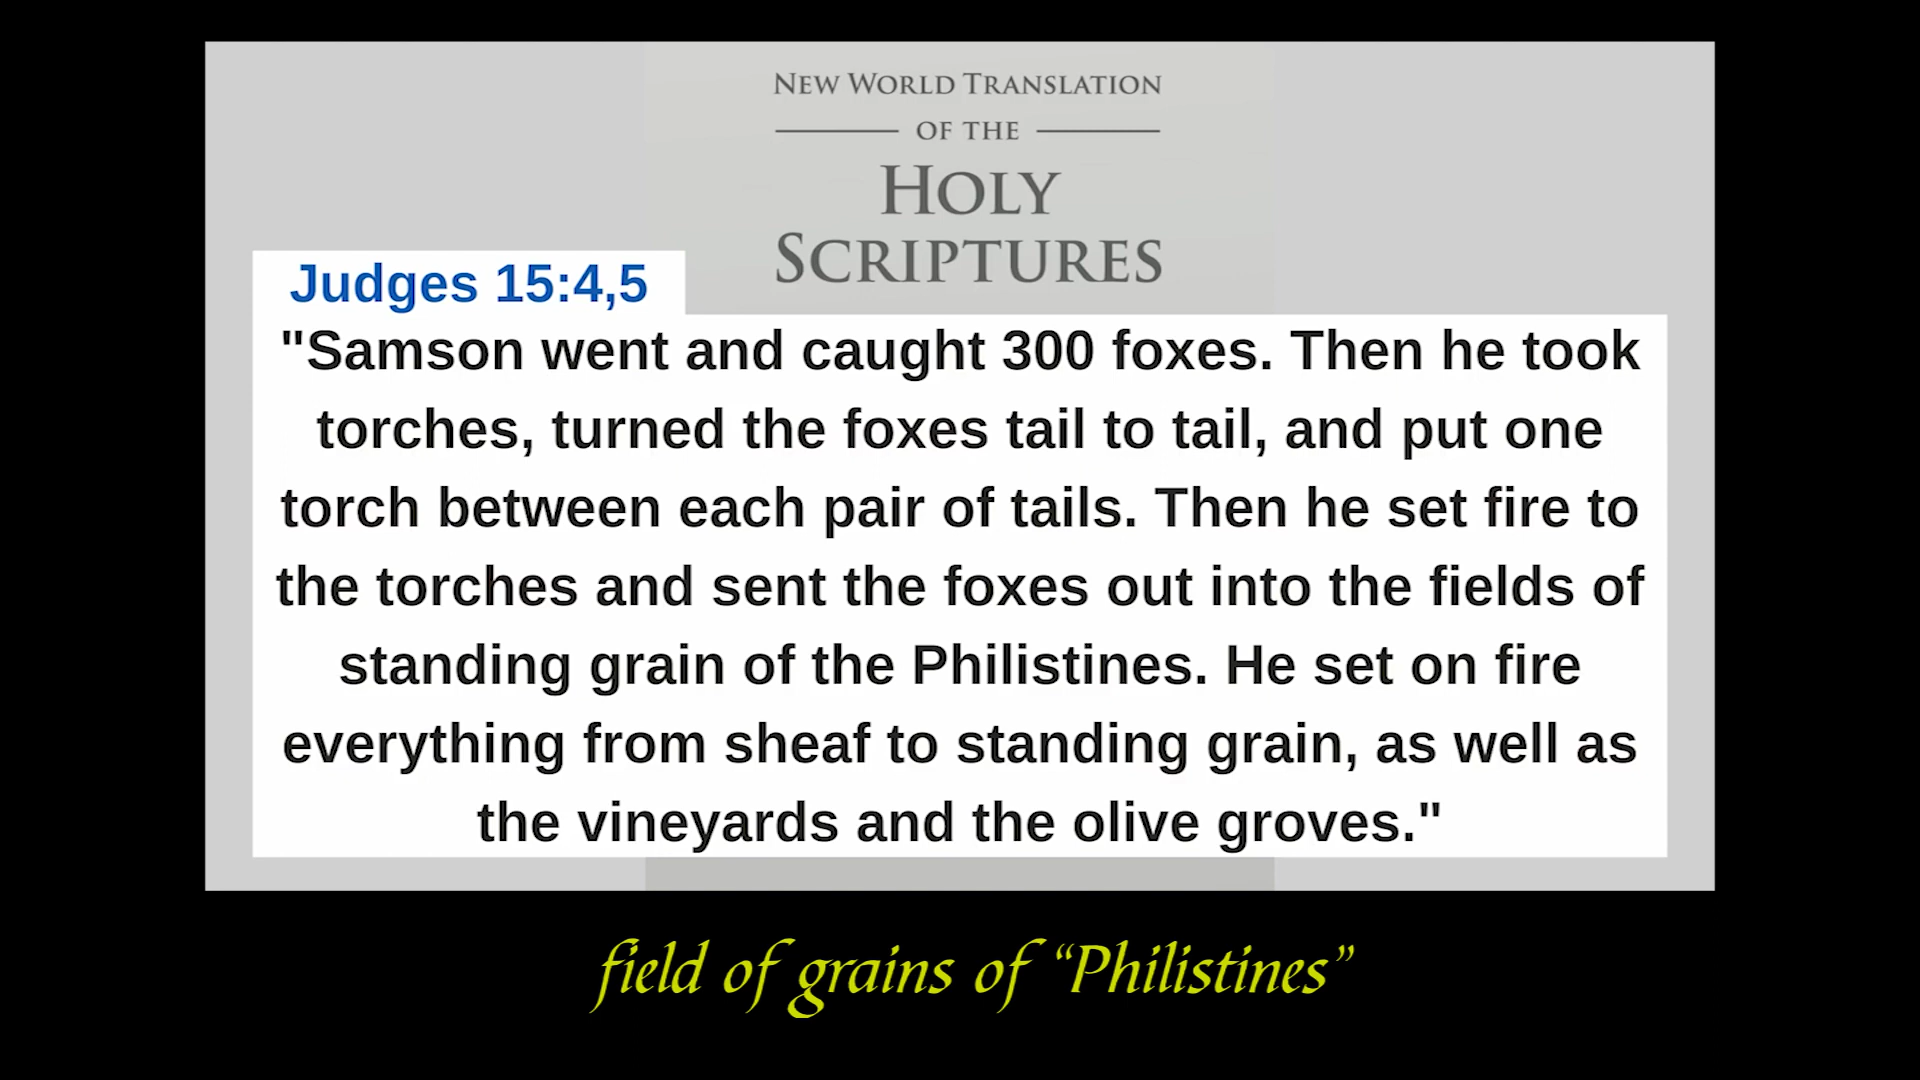 NEW WORLD TRANSLATION
OF THE
HOLY
SCRIPTURES
Judges 15:4,5
"Samson went and caught 300 foxes. Then he took
torches, turned the foxes tail to tail, and put one
torch between each pair of tails. Then he set fire to
the torches and sent the foxes out into the fields of
standing grain of the Philistines. He set on fire
everything from sheaf to standing grain, as well as
the vineyards and the olive groves."
field of grains of “Philistines”